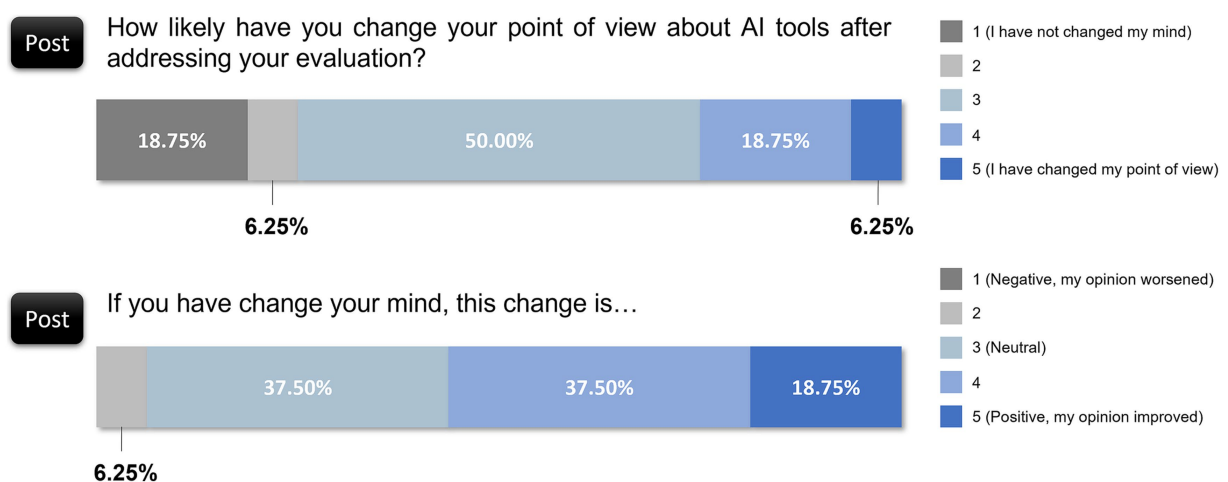 Post
How likely have you change your point of view about AI tools after
addressing your evaluation?
1 (I have not changed my mind)
2
3
4
5 (I have changed my point of view)
18.75%
50.00%
18.75%
6.25%
6.25%
Post
If you have change your mind, this change is…
1 (Negative, my opinion worsened)
2
3 (Neutral)
4
5 (Positive, my opinion improved)
37.50%
37.50%
18.75%
6.25%